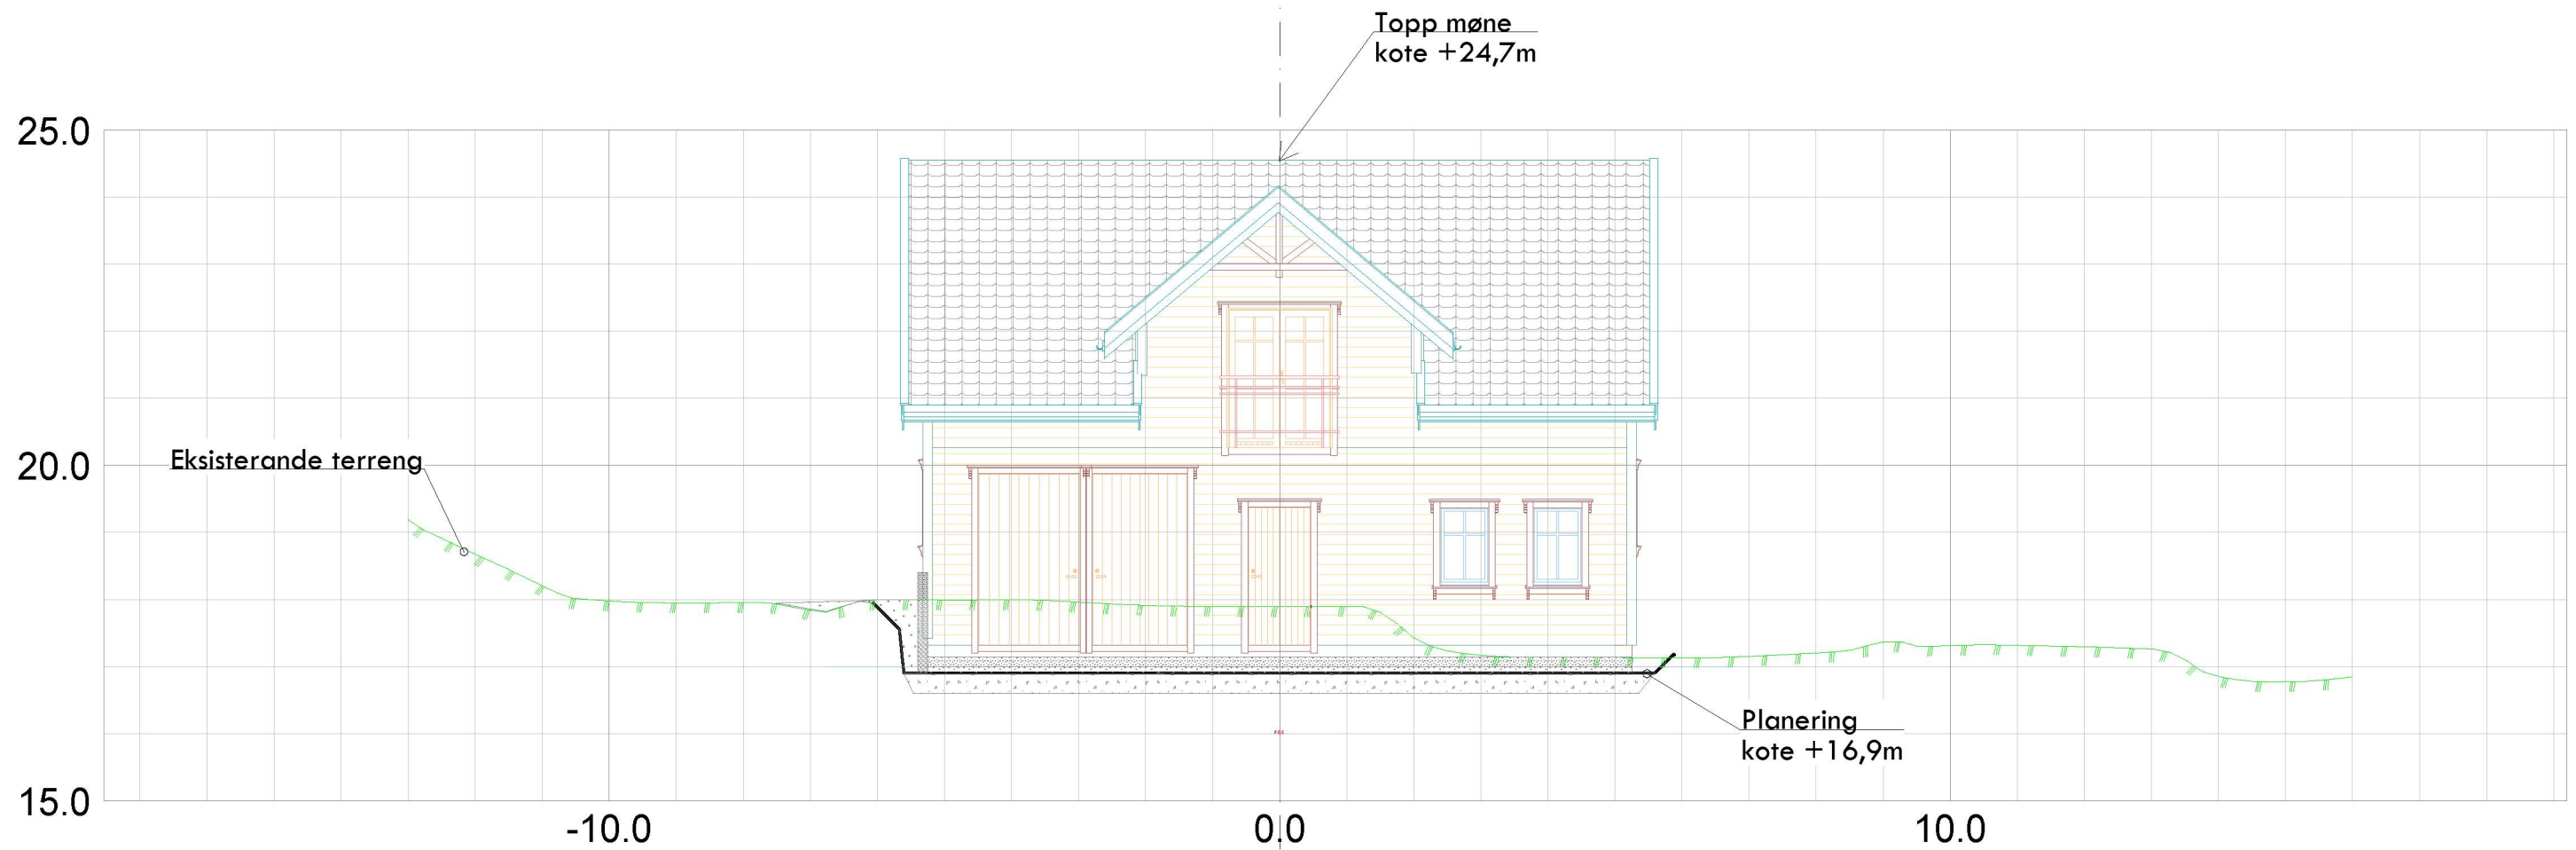 Topp møne
kote +24,7m
25.0
Eksisterande terreng
20.0
Planering
kote +16,9m
15.0
-10.0
0.0
10.0